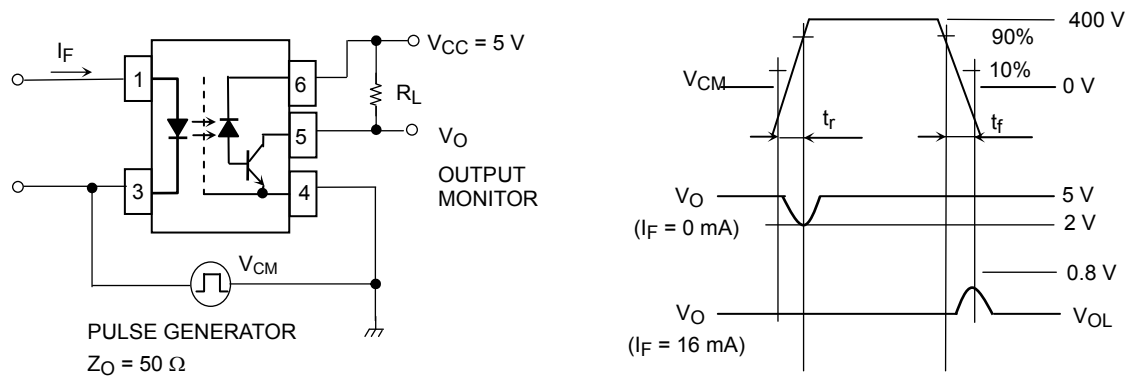 I_F
1
3
6
5
4
V_CC = 5 V
R_L
V_O
OUTPUT
MONITOR
V_CM
PULSE GENERATOR
Z_O = 50 Ω
400 V
90%
10%
V_CM
0 V
t_r
t_f
V_O
5 V
(I_F = 0 mA)
2 V
0.8 V
V_O
V_OL
(I_F = 16 mA)